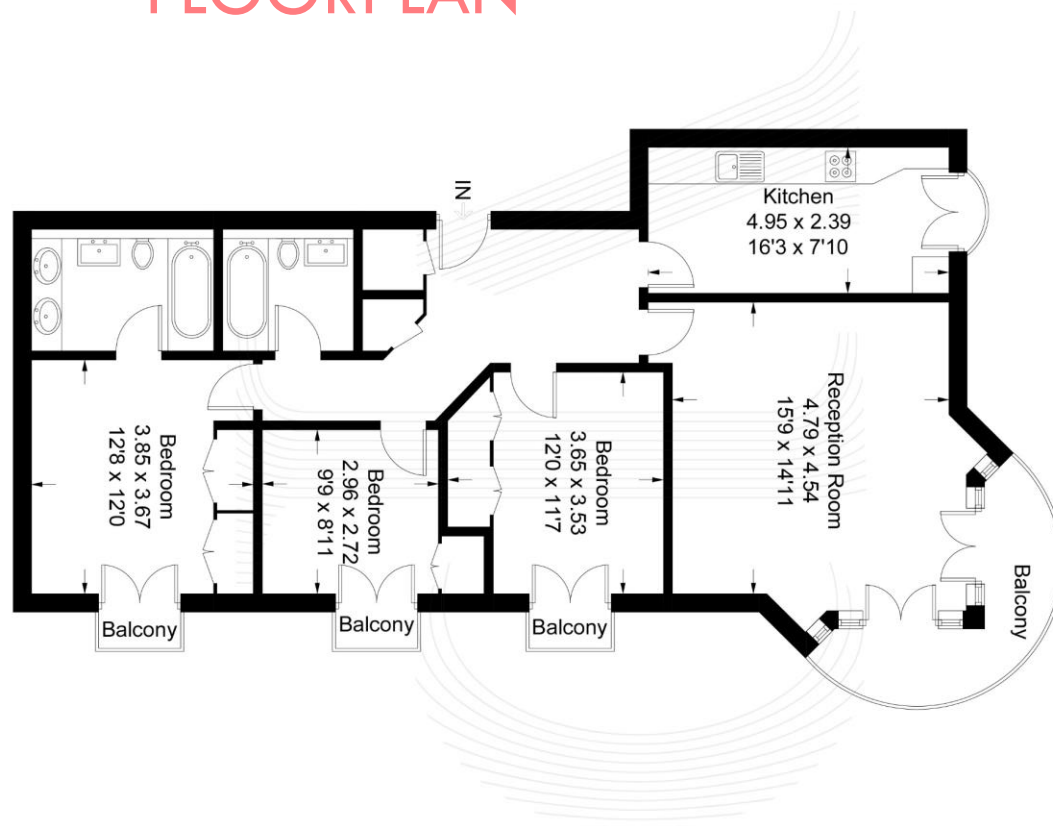 FLOORPLAN
IN
Kitchen
4.95 x 2.39
16'3 x 7'10
Reception Room
4.79 x 4.54
15'9 x 14'11
Bedroom
3.85 x 3.67
12'8 x 12'0
Bedroom
2.96 x 2.72
9'9 x 8'11
Bedroom
3.65 x 3.53
12'0 x 11'7
Balcony
Balcony
Balcony
Balcony